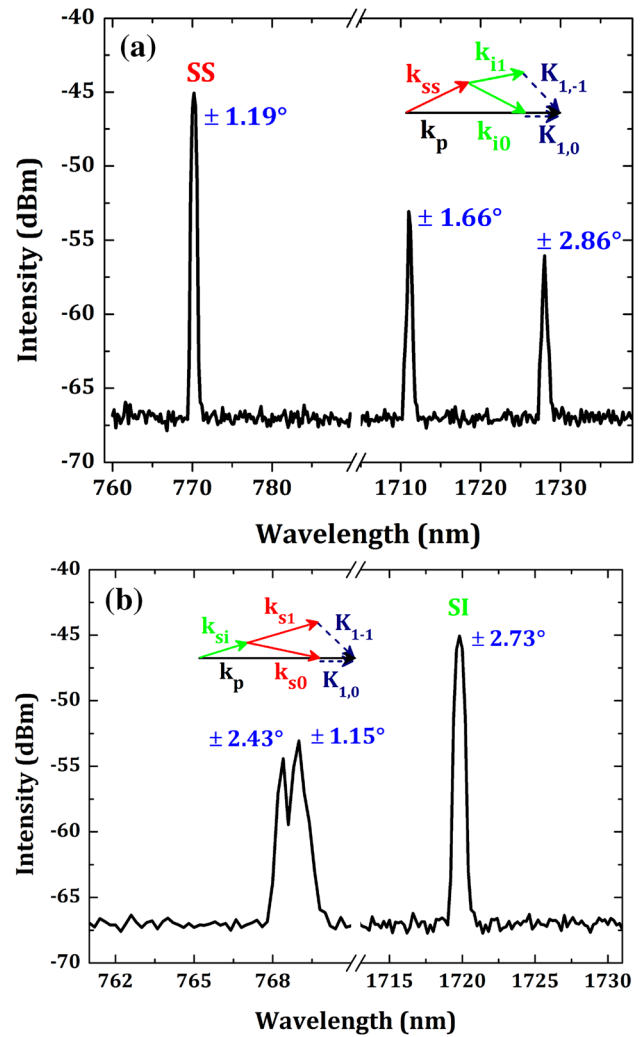 (a)
SS
± 1.19°
± 1.66°
± 2.86°
k_ss
k_i1
K_1,-1
k_p
k_i0
K_1,0
Intensity (dBm)
-40
-45
-50
-55
-60
-65
-70
760 770 780 1710 1720 1730
Wavelength (nm)
(b)
SI
± 2.73°
± 2.43°
± 1.15°
k_si
k_s1
K_1-1
k_p
k_s0
K_1,0
Intensity (dBm)
-40
-45
-50
-55
-60
-65
-70
762 765 768 1715 1720 1725 1730
Wavelength (nm)